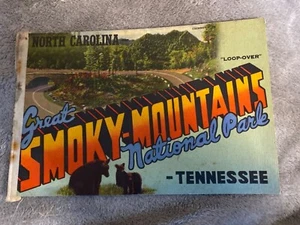 NORTH CAROLINA
"LOOP-OVER"
Great
SMOKY-MOUNTAINS
National Park
-TENNESSEE